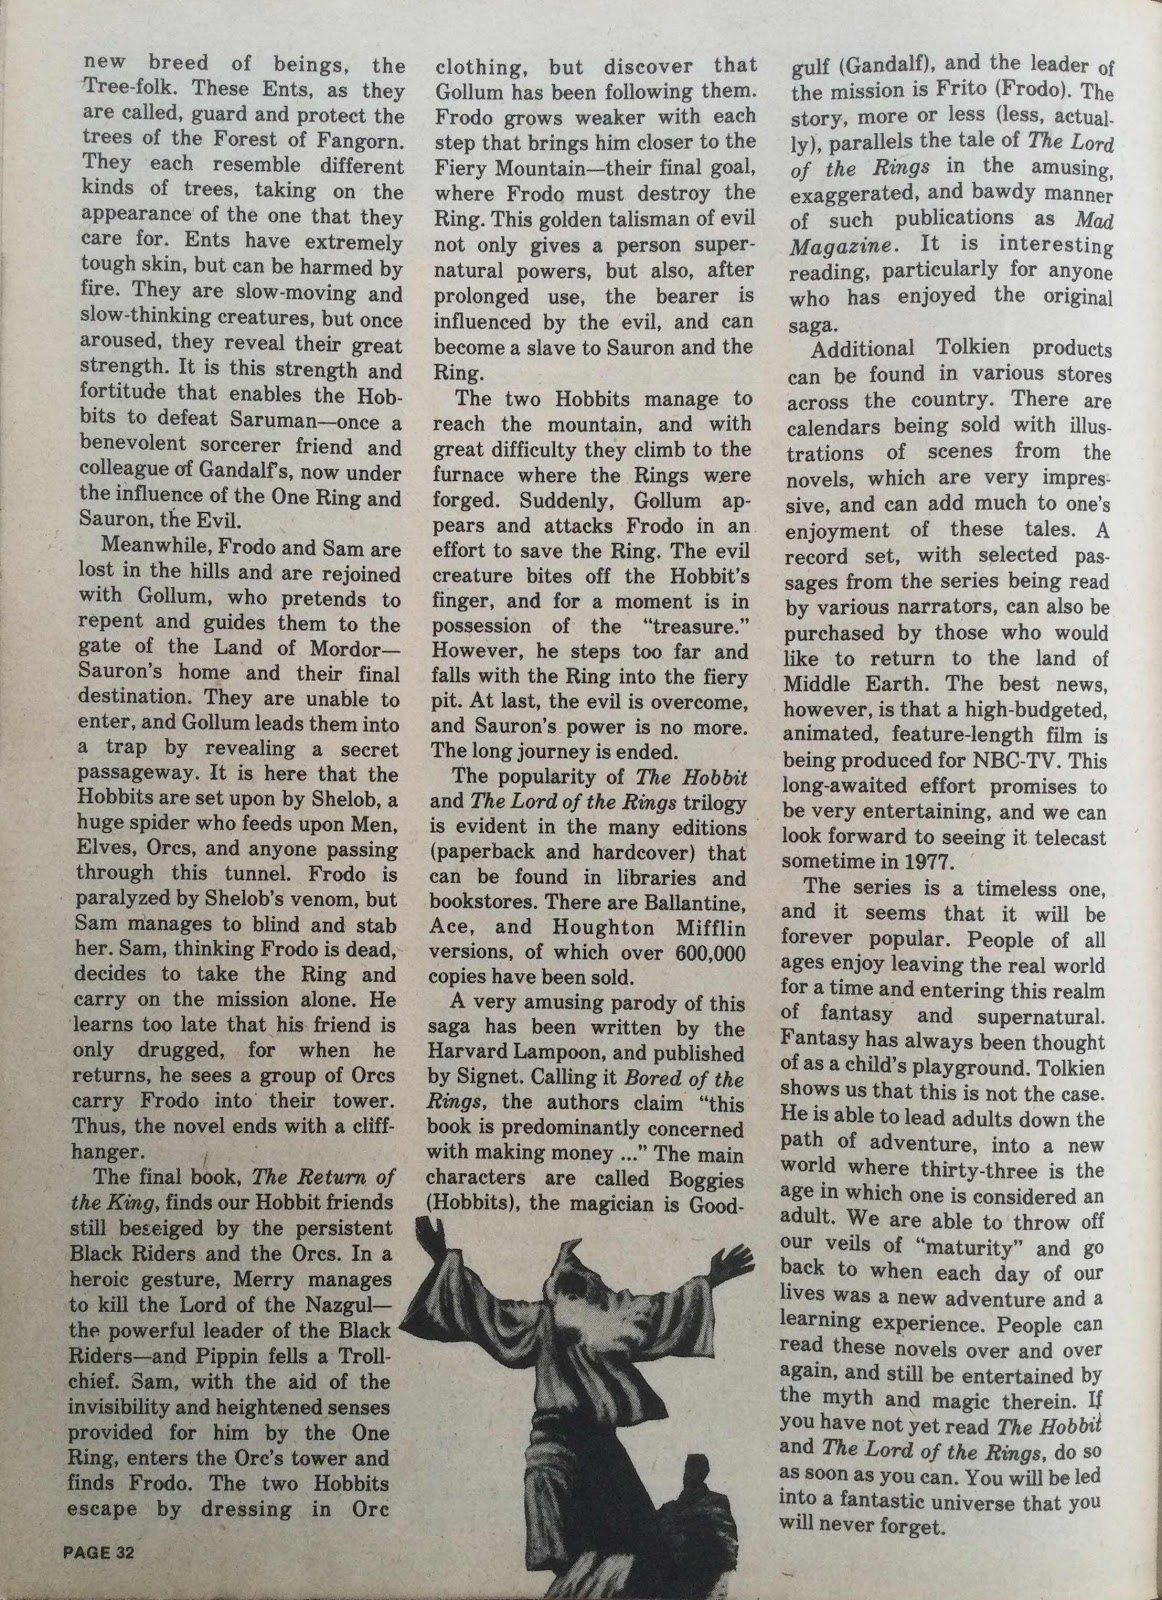 new breed of beings, the
Tree-folk. These Ents, as they
are called, guard and protect the
trees of the Forest of Fangorn.
They each resemble different
kinds of trees, taking on the
appearance of the one that they
care for. Ents have extremely
tough skin, but can be harmed by
fire. They are slow-moving and
slow-thinking creatures, but once
aroused, they reveal their great
strength. It is this strength and
fortitude that enables the Hob-
bits to defeat Saruman—once a
benevolent sorcerer friend and
colleague of Gandalf's, now under
the influence of the One Ring and
Sauron, the Evil.
Meanwhile, Frodo and Sam are
lost in the hills and are rejoined
with Gollum, who pretends to
repent and guides them to the
gate of the Land of Mordor—
Sauron's home and their final
destination. They are unable to
enter, and Gollum leads them into
a trap by revealing a secret
passageway. It is here that the
Hobbits are set upon by Shelob, a
huge spider who feeds upon Men,
Elves, Orcs, and anyone passing
through this tunnel. Frodo is
paralyzed by Shelob's venom, but
Sam manages to blind and stab
her. Sam, thinking Frodo is dead,
decides to take the Ring and
carry on the mission alone. He
learns too late that his friend is
only drugged, for when he
returns, he sees a group of Orcs
carry Frodo into their tower.
Thus, the novel ends with a cliff-
hanger.
The final book, The Return of
the King, finds our Hobbit friends
still beseiged by the persistent
Black Riders and the Orcs. In a
heroic gesture, Merry manages
to kill the Lord of the Nazgul—
the powerful leader of the Black
Riders—and Pippin fells a Troll-
chief. Sam, with the aid of the
invisibility and heightened senses
provided for him by the One
Ring, enters the Orc's tower and
finds Frodo. The two Hobbits
escape by dressing in Orc
clothing, but discover that
Gollum has been following them.
Frodo grows weaker with each
step that brings him closer to the
Fiery Mountain—their final goal,
where Frodo must destroy the
Ring. This golden talisman of evil
not only gives a person super-
natural powers, but also, after
prolonged use, the bearer is
influenced by the evil, and can
become a slave to Sauron and the
Ring.
The two Hobbits manage to
reach the mountain, and with
great difficulty they climb to the
furnace where the Rings were
forged. Suddenly, Gollum ap-
pears and attacks Frodo in an
effort to save the Ring. The evil
creature bites off the Hobbit's
finger, and for a moment is in
possession of the "treasure."
However, he steps too far and
falls with the Ring into the fiery
pit. At last, the evil is overcome,
and Sauron's power is no more.
The long journey is ended.
The popularity of The Hobbit
and The Lord of the Rings trilogy
is evident in the many editions
(paperback and hardcover) that
can be found in libraries and
bookstores. There are Ballantine,
Ace, and Houghton Mifflin
versions, of which over 600,000
copies have been sold.
A very amusing parody of this
saga has been written by the
Harvard Lampoon, and published
by Signet. Calling it Bored of the
Rings, the authors claim "this
book is predominantly concerned
with making money ..." The main
characters are called Boggies
(Hobbits), the magician is Good-
gulf (Gandalf), and the leader of
the mission is Frito (Frodo). The
story, more or less (less, actual-
ly), parallels the tale of The Lord
of the Rings in the amusing,
exaggerated, and bawdy manner
of such publications as Mad
Magazine. It is interesting
reading, particularly for anyone
who has enjoyed the original
saga.
Additional Tolkien products
can be found in various stores
across the country. There are
calendars being sold with illus-
trations of scenes from the
novels, which are very impres-
sive, and can add much to one's
enjoyment of these tales. A
record set, with selected pas-
sages from the series being read
by various narrators, can also be
purchased by those who would
like to return to the land of
Middle Earth. The best news,
however, is that a high-budgeted,
animated, feature-length film is
being produced for NBC-TV. This
long-awaited effort promises to
be very entertaining, and we can
look forward to seeing it telecast
sometime in 1977.
The series is a timeless one,
and it seems that it will be
forever popular. People of all
ages enjoy leaving the real world
for a time and entering this realm
of fantasy and supernatural.
Fantasy has always been thought
of as a child's playground. Tolkien
shows us that this is not the case.
He is able to lead adults down the
path of adventure, into a new
world where thirty-three is the
age in which one is considered an
adult. We are able to throw off
our veils of "maturity" and go
back to when each day of our
lives was a new adventure and a
learning experience. People can
read these novels over and over
again, and still be entertained by
the myth and magic therein. If
you have not yet read The Hobbit
and The Lord of the Rings, do so
as soon as you can. You will be led
into a fantastic universe that you
will never forget.
PAGE 32